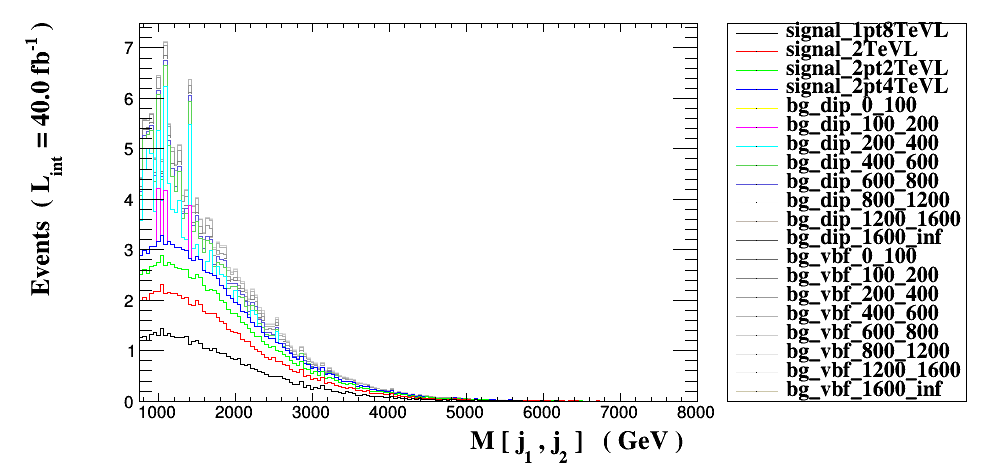 Events ( L_int = 40.0 fb^-1 )
7
6
5
4
3
2
1
0
1000 2000 3000 4000 5000 6000 7000 8000
M [ j_1 , j_2 ] ( GeV )
signal_1pt8TeVL
signal_2TeVL
signal_2pt2TeVL
signal_2pt4TeVL
bg_dip_0_100
bg_dip_100_200
bg_dip_200_400
bg_dip_400_600
bg_dip_600_800
bg_dip_800_1200
bg_dip_1200_1600
bg_dip_1600_inf
bg_vbf_0_100
bg_vbf_100_200
bg_vbf_200_400
bg_vbf_400_600
bg_vbf_600_800
bg_vbf_800_1200
bg_vbf_1200_1600
bg_vbf_1600_inf